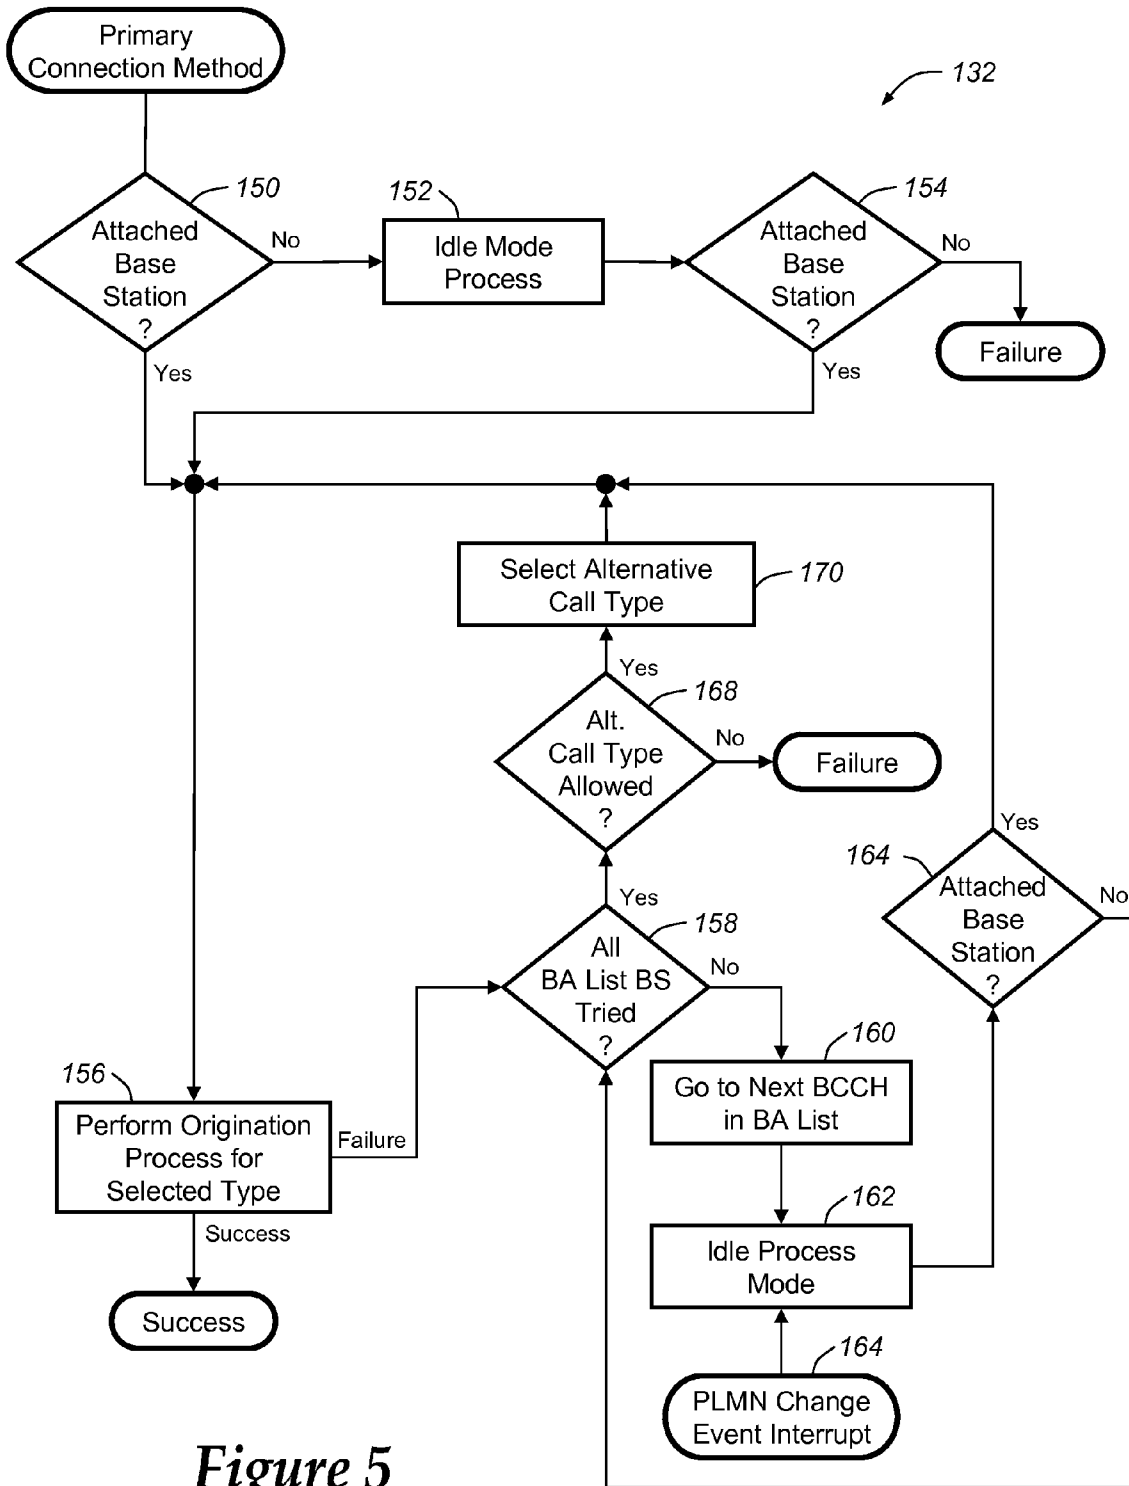 Primary
Connection Method
132
150
Attached
Base
Station
?
No
Yes
152
Idle Mode
Process
154
Attached
Base
Station
?
No
Yes
Failure
170
Select Alternative
Call Type
Yes
168
Alt.
Call Type
Allowed
?
No
Failure
Yes
164
Attached
Base
Station
?
No
Yes
158
All
BA List BS
Tried
?
No
160
Go to Next BCCH
in BA List
156
Perform Origination
Process for
Selected Type
Failure
Success
Success
162
Idle Process
Mode
164
PLMN Change
Event Interrupt
Figure 5